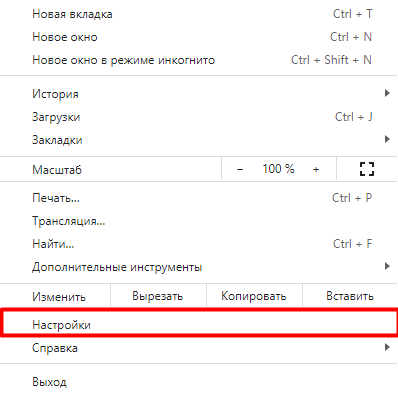 Новая вкладка Ctrl + T
Новое окно Ctrl + N
Новое окно в режиме инкогнито Ctrl + Shift + N
История
Загрузки Ctrl + J
Закладки
Масштаб − 100 % +
Печать... Ctrl + P
Трансляция...
Найти... Ctrl + F
Дополнительные инструменты
Изменить Вырезать Копировать Вставить
Настройки
Справка
Выход